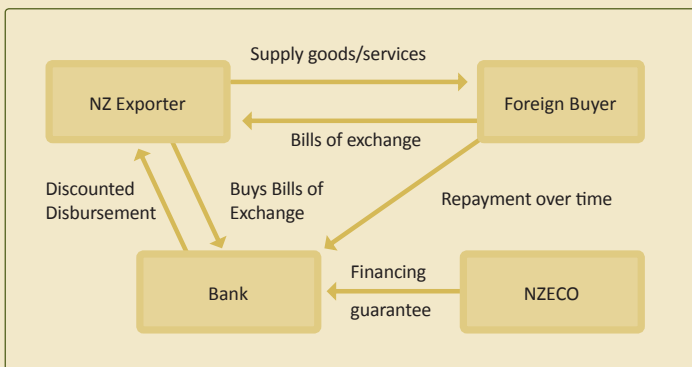 Supply goods/services
NZ Exporter
Foreign Buyer
Bills of exchange
Discounted
Disbursement
Buys Bills of
Exchange
Repayment over time
Bank
Financing
guarantee
NZECO